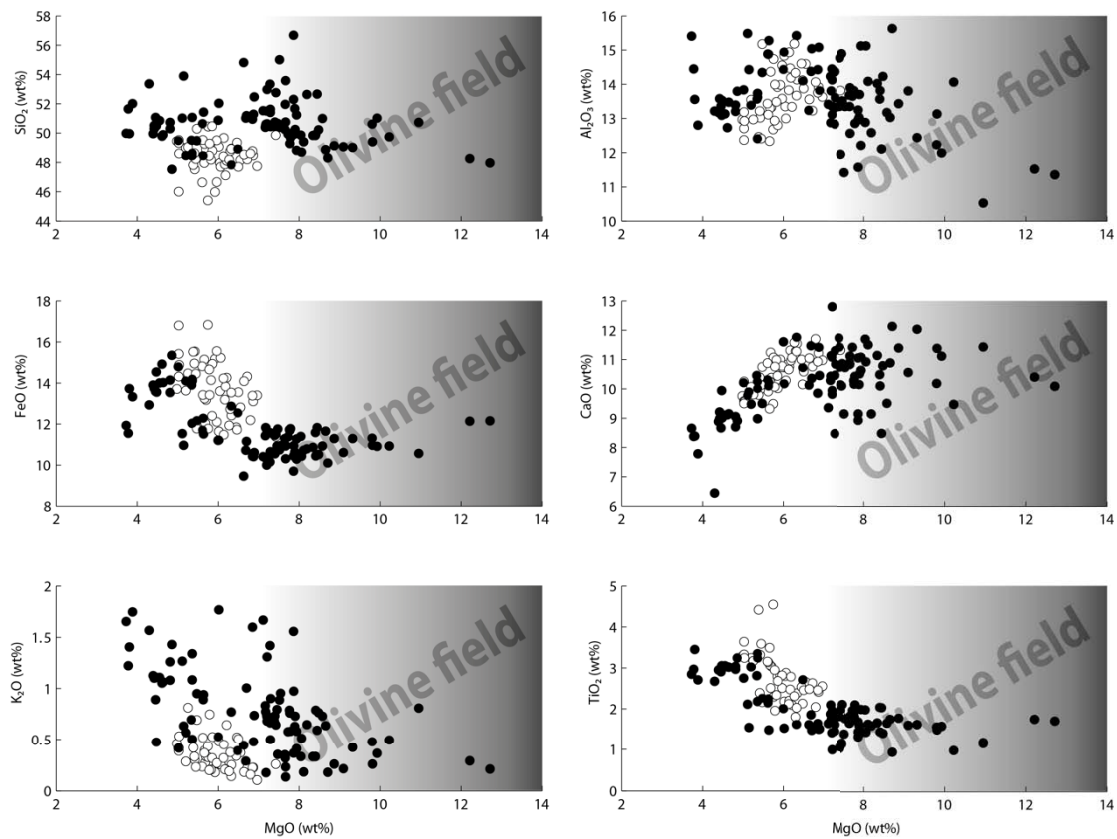 58
56
54
52
50
48
46
44
SiO₂ (wt%)
Olivine field
2 4 6 8 10 12 14
16
15
14
13
12
11
10
Al₂O₃ (wt%)
Olivine field
2 4 6 8 10 12 14
18
16
14
12
10
8
FeO (wt%)
Olivine field
2 4 6 8 10 12 14
13
12
11
10
9
8
7
6
CaO (wt%)
Olivine field
2 4 6 8 10 12 14
2
1.5
1
0.5
0
K₂O (wt%)
Olivine field
2 4 6 8 10 12 14
MgO (wt%)
5
4
3
2
1
0
TiO₂ (wt%)
Olivine field
2 4 6 8 10 12 14
MgO (wt%)